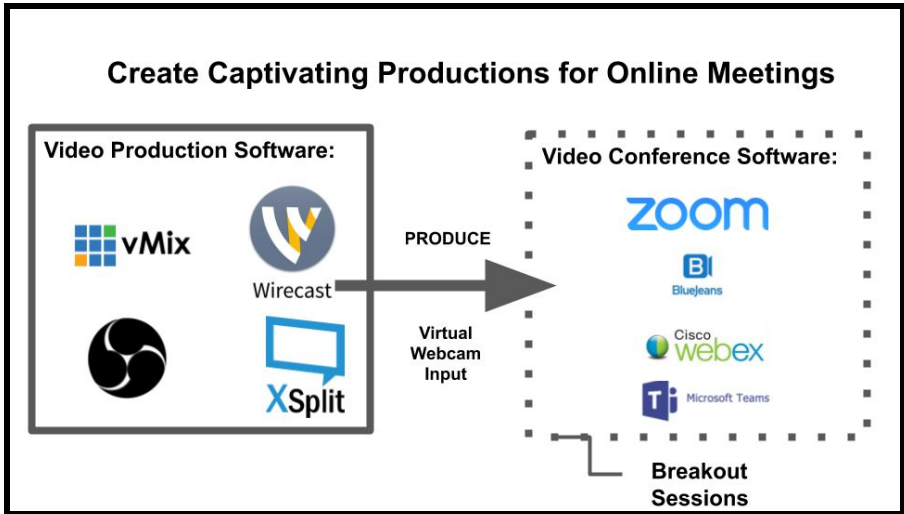 Create Captivating Productions for Online Meetings
Video Production Software:
vMix
Wirecast
XSplit
PRODUCE
Virtual
Webcam
Input
Video Conference Software:
zoom
B
BlueJeans
Cisco
webex
T
Microsoft Teams
Breakout
Sessions